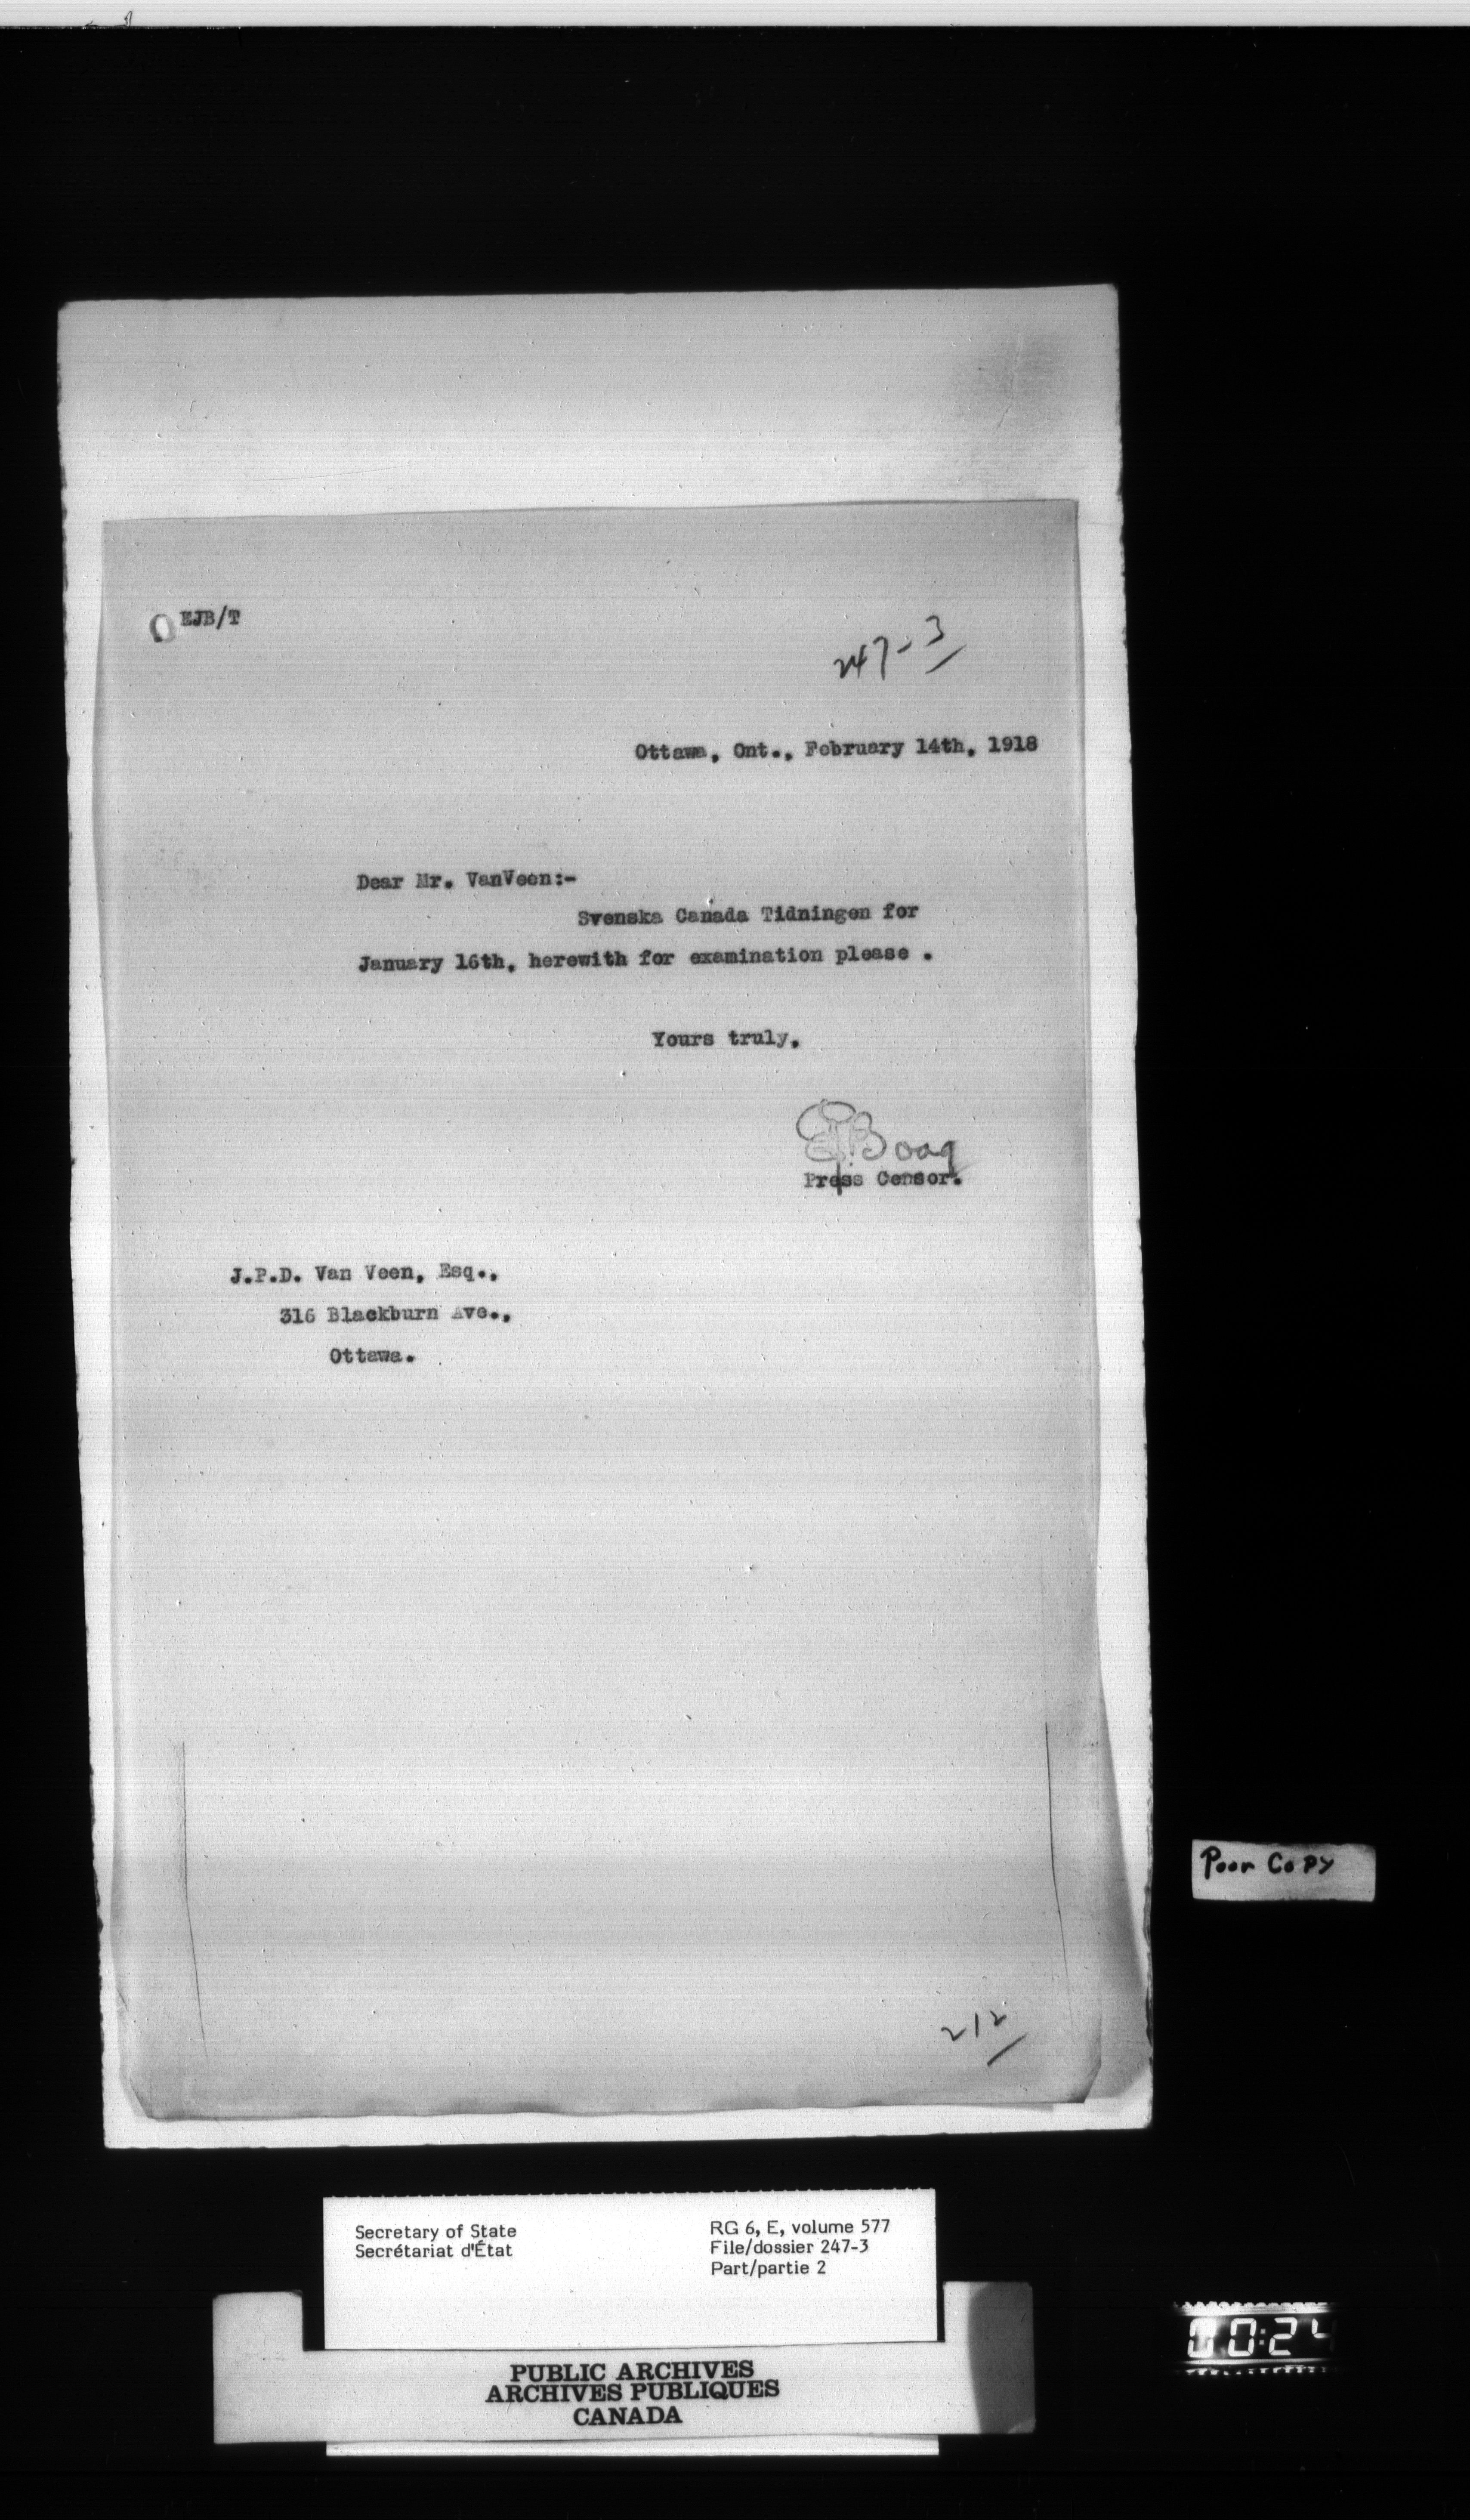 EJB/T
247-3
Ottawa, Ont., February 14th, 1918
Dear Mr. VanVeen:-
Svenska Canada Tidningen for
January 16th, herewith for examination please .
Yours truly,
EJBoag
Press Censor.
J.P.D. Van Veen, Esq.,
316 Blackburn Ave.,
Ottawa.
Poor Copy
212
Secretary of State
Secrétariat d'État
RG 6, E, volume 577
File/dossier 247-3
Part/partie 2
PUBLIC ARCHIVES
ARCHIVES PUBLIQUES
CANADA